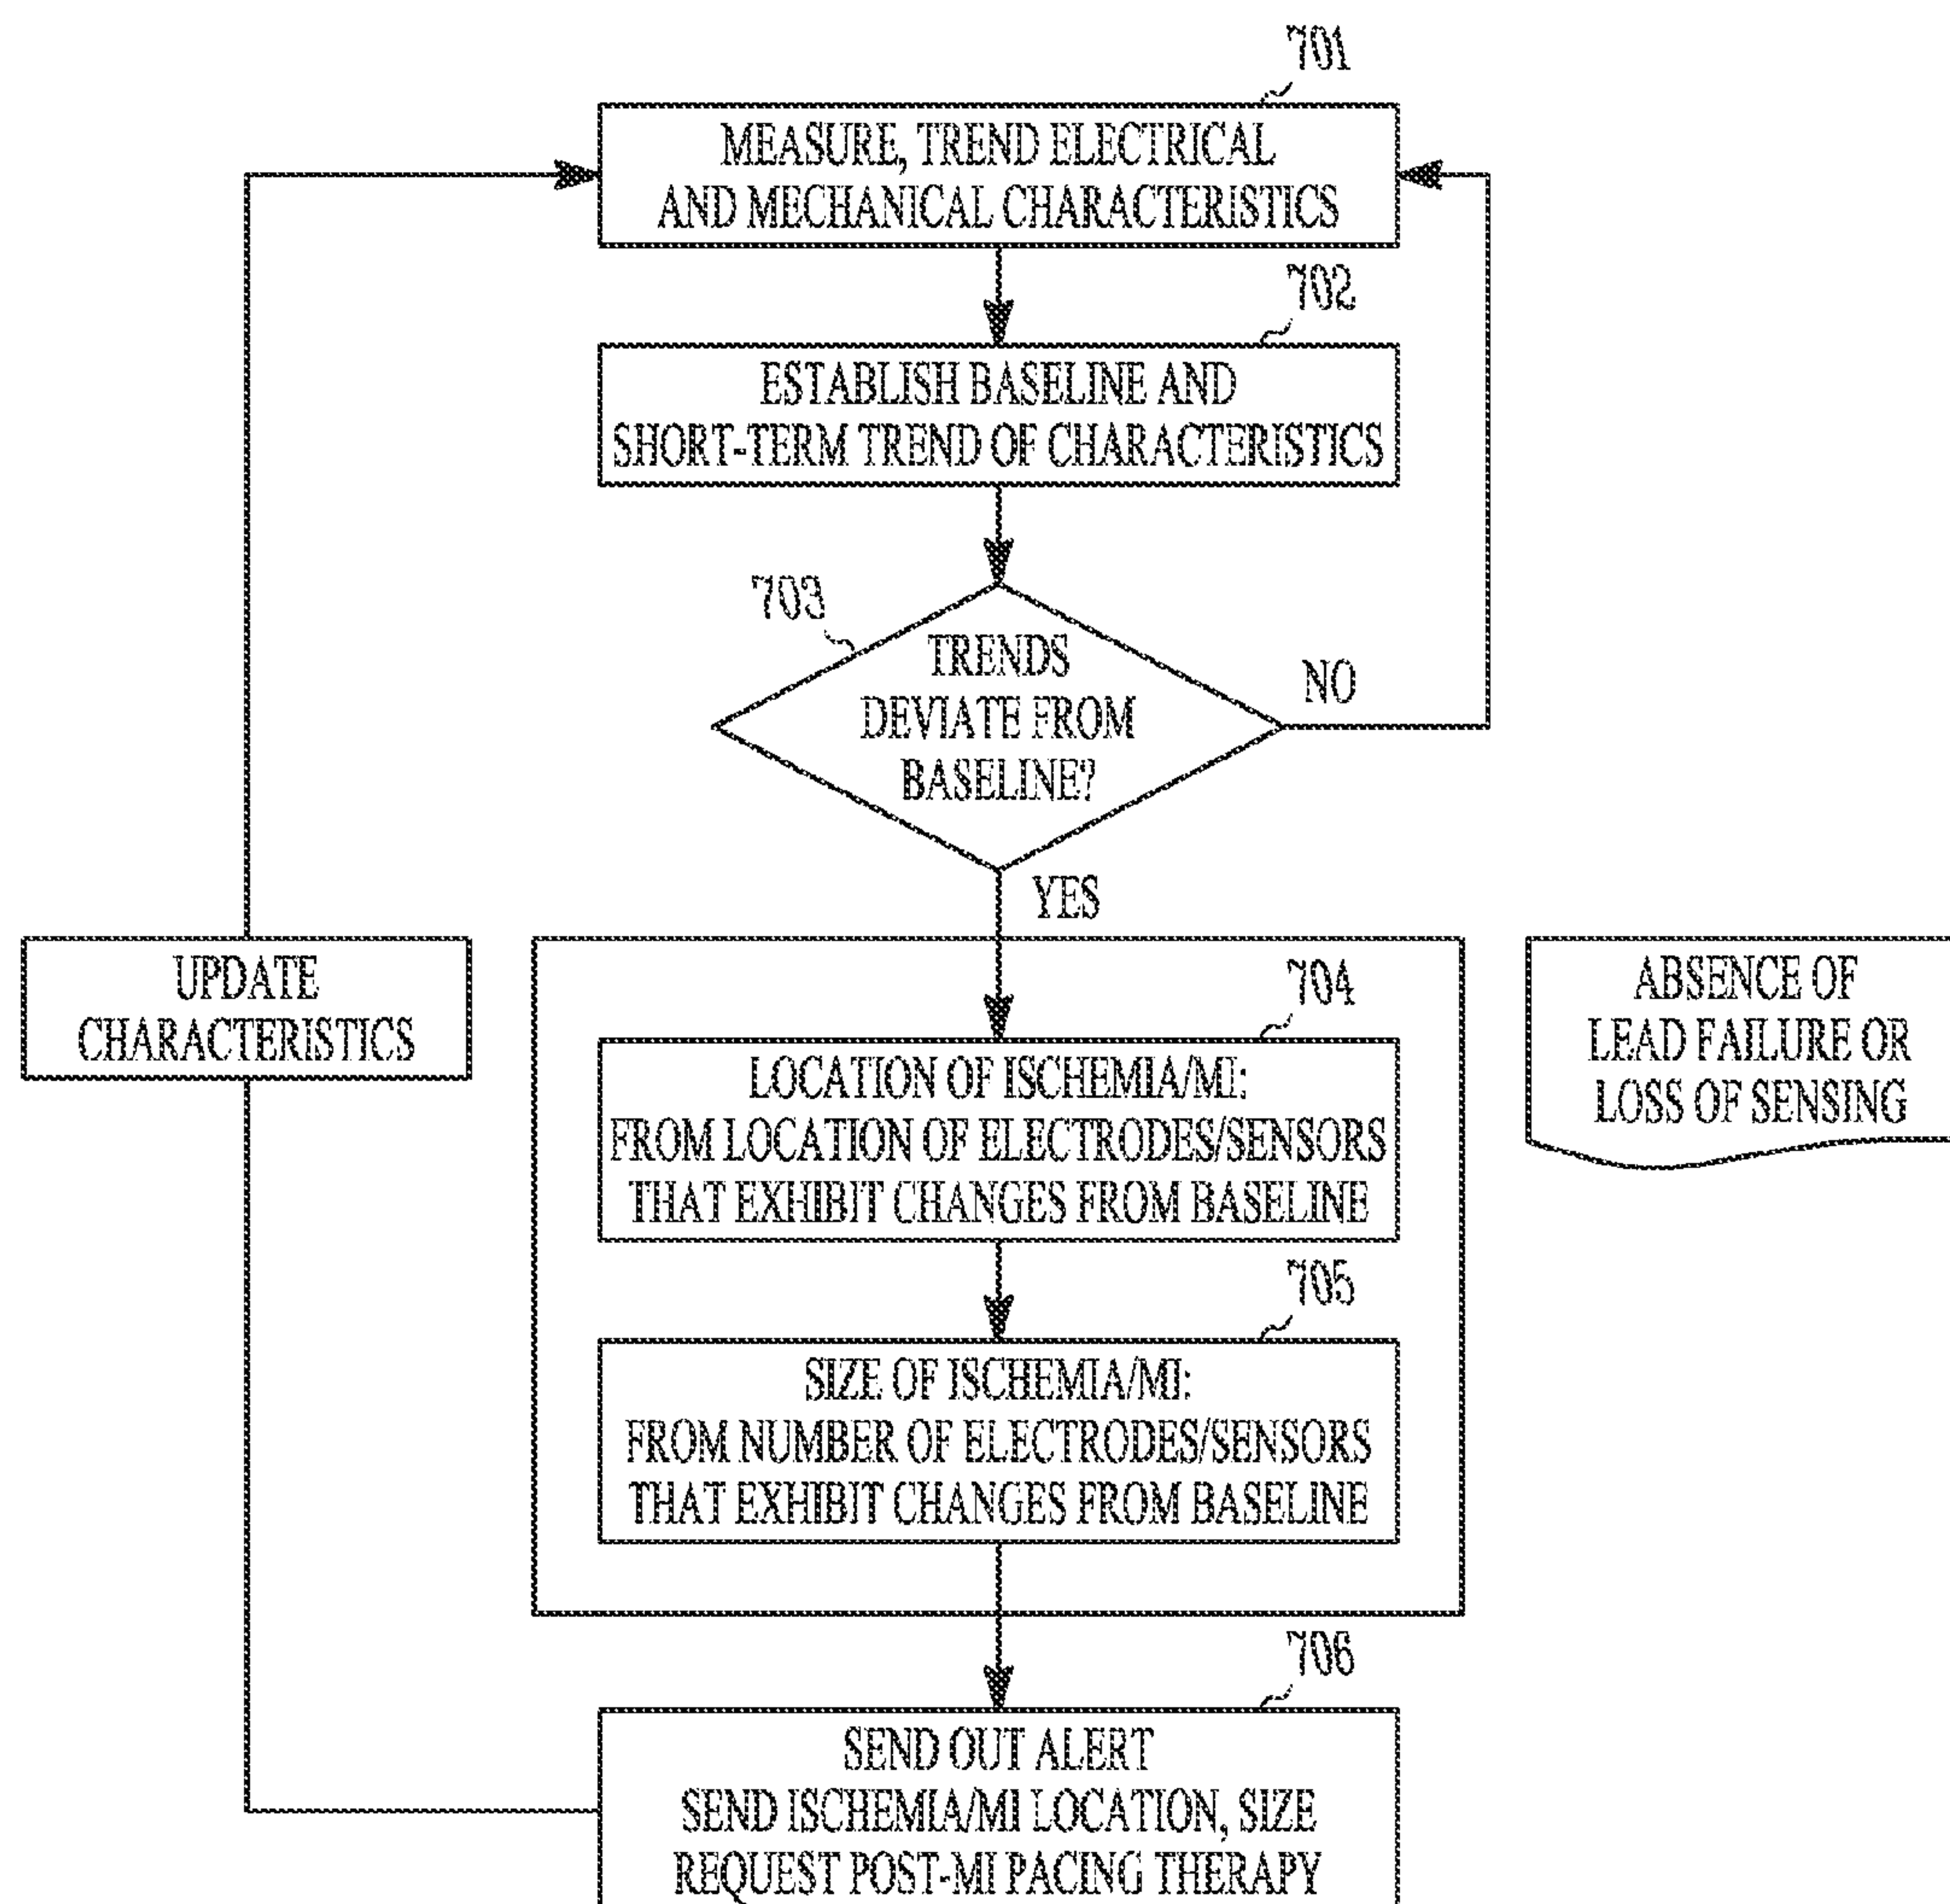 701
MEASURE, TREND ELECTRICAL
AND MECHANICAL CHARACTERISTICS
702
ESTABLISH BASELINE AND
SHORT-TERM TREND OF CHARACTERISTICS
703
TRENDS
DEVIATE FROM
BASELINE?
NO
YES
UPDATE
CHARACTERISTICS
704
LOCATION OF ISCHEMIA/MI:
FROM LOCATION OF ELECTRODES/SENSORS
THAT EXHIBIT CHANGES FROM BASELINE
ABSENCE OF
LEAD FAILURE OR
LOSS OF SENSING
705
SIZE OF ISCHEMIA/MI:
FROM NUMBER OF ELECTRODES/SENSORS
THAT EXHIBIT CHANGES FROM BASELINE
706
SEND OUT ALERT
SEND ISCHEMIA/MI LOCATION, SIZE
REQUEST POST-MI PACING THERAPY